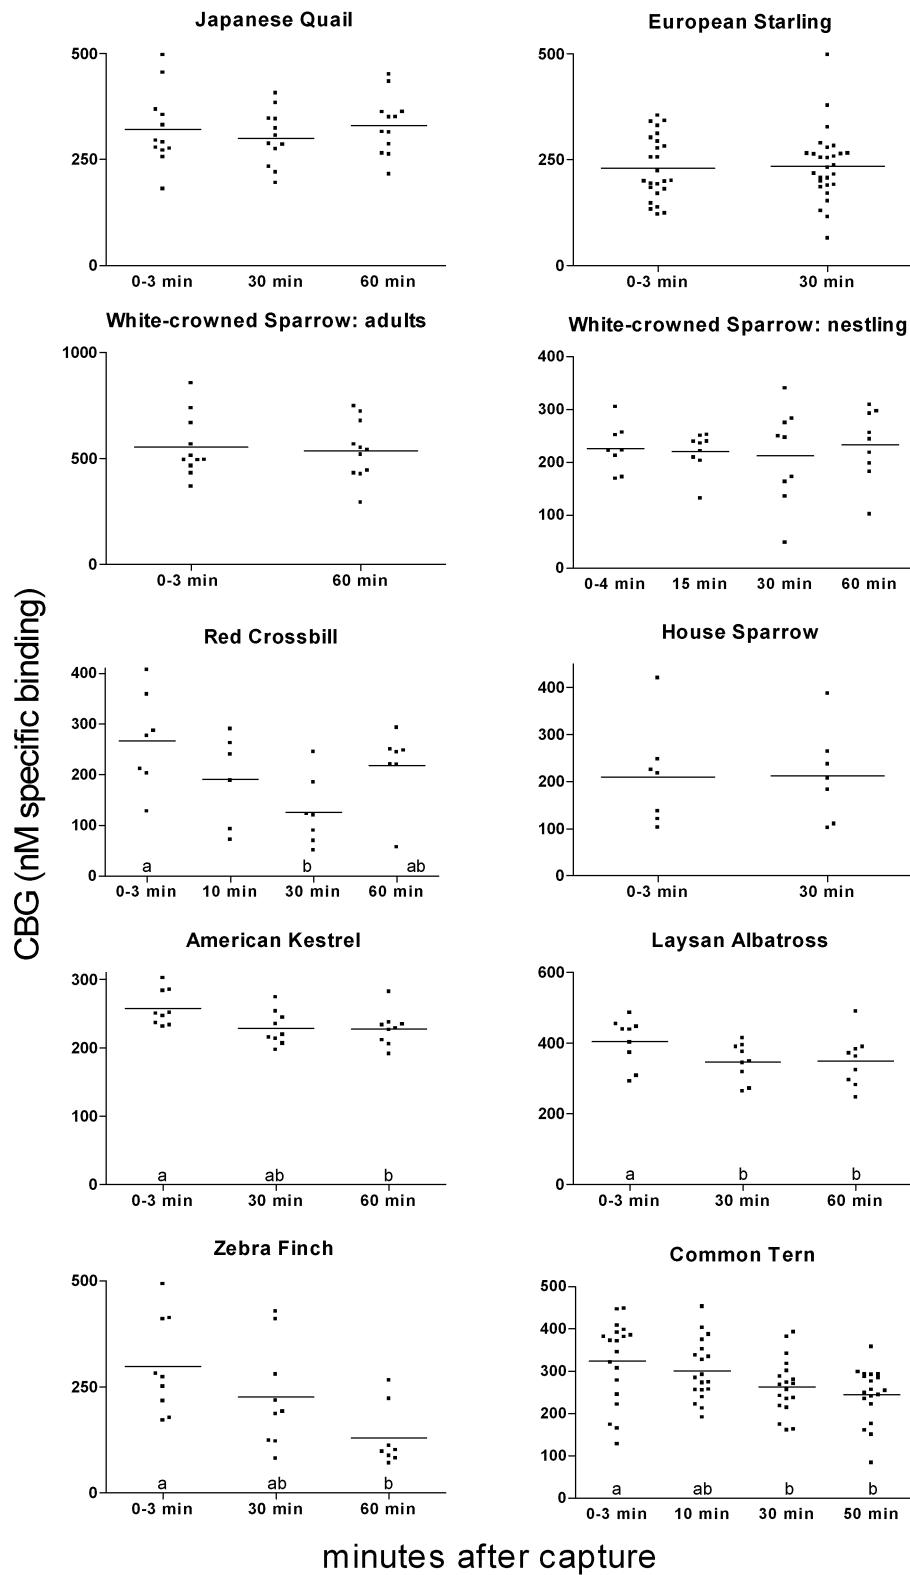 Japanese Quail
500
250
0
0-3 min 30 min 60 min
European Starling
500
250
0
0-3 min 30 min
White-crowned Sparrow: adults
1000
500
0
0-3 min 60 min
White-crowned Sparrow: nestling
400
300
200
100
0
0-4 min 15 min 30 min 60 min
CBG (nM specific binding)
Red Crossbill
400
300
200
100
0
a b ab
0-3 min 10 min 30 min 60 min
House Sparrow
400
300
200
100
0
0-3 min 30 min
American Kestrel
300
200
100
0
a ab b
0-3 min 30 min 60 min
Laysan Albatross
600
400
200
0
a b b
0-3 min 30 min 60 min
Zebra Finch
500
250
0
a ab b
0-3 min 30 min 60 min
Common Tern
500
400
300
200
100
0
a ab b b
0-3 min 10 min 30 min 50 min
minutes after capture